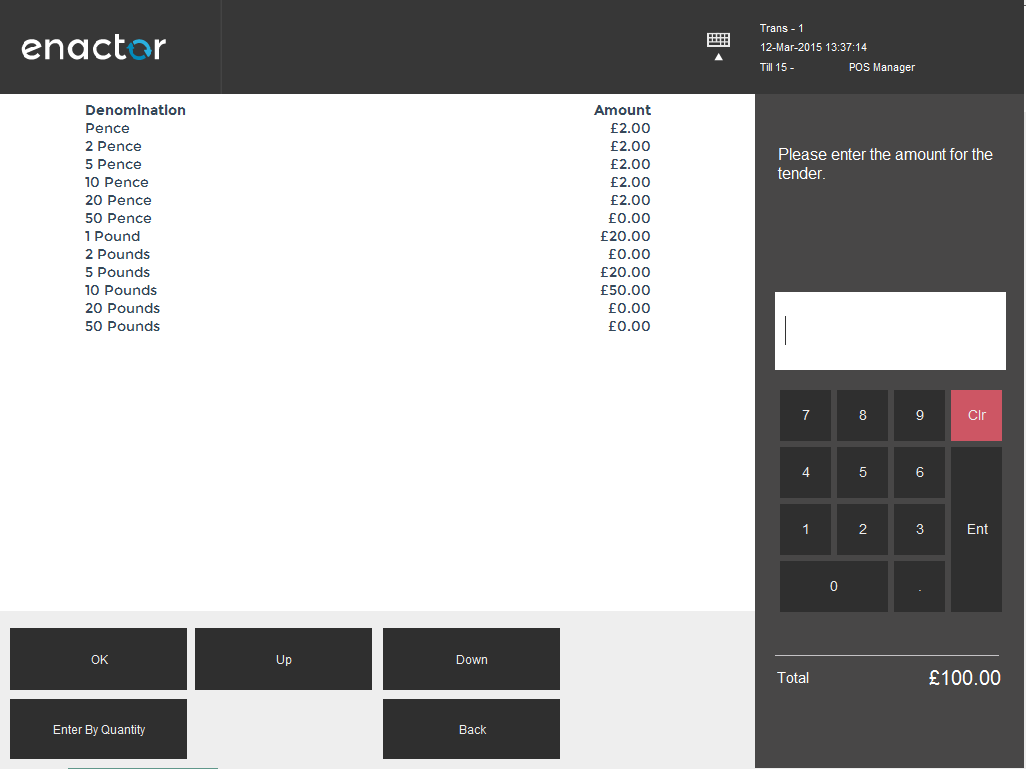 enactor
Trans - 1
12-Mar-2015 13:37:14
Till 15 - POS Manager
Denomination Amount
Pence £2.00
2 Pence £2.00
5 Pence £2.00
10 Pence £2.00
20 Pence £2.00
50 Pence £0.00
1 Pound £20.00
2 Pounds £0.00
5 Pounds £20.00
10 Pounds £50.00
20 Pounds £0.00
50 Pounds £0.00
Please enter the amount for the
tender.
7 8 9 Clr
4 5 6
1 2 3 Ent
0 .
Total £100.00
OK Up Down
Enter By Quantity Back